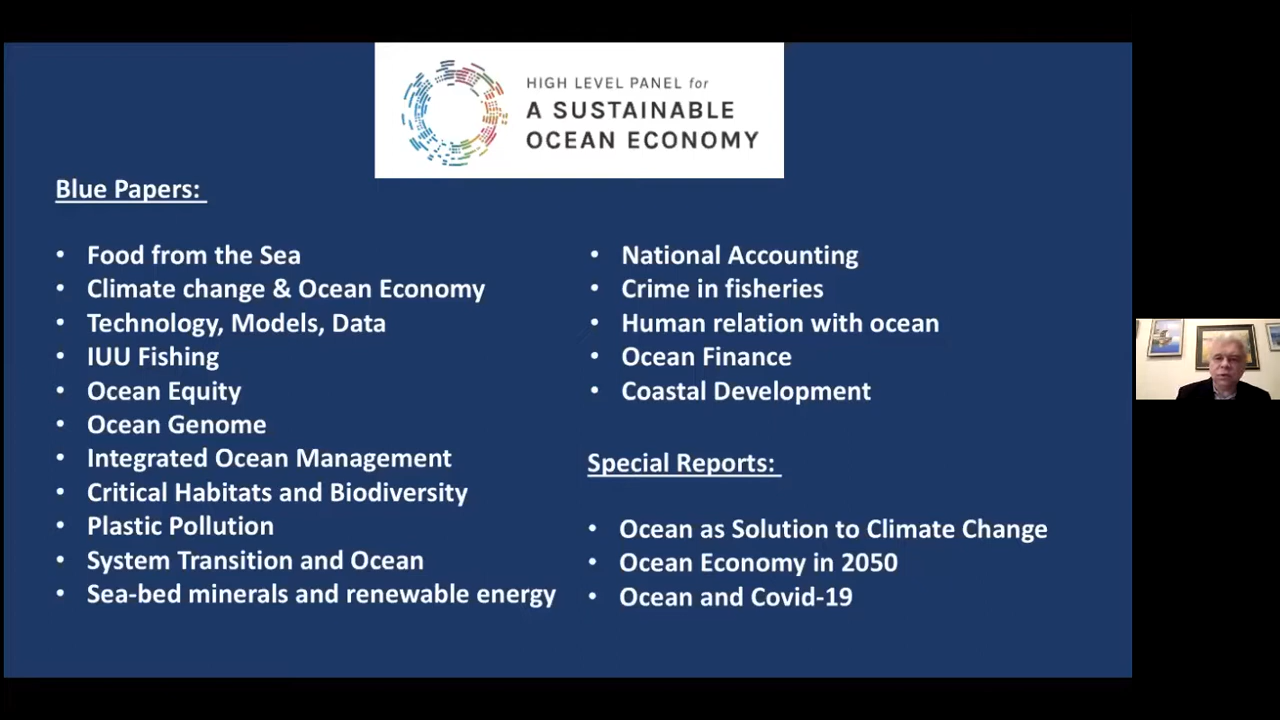 HIGH LEVEL PANEL for
A SUSTAINABLE
OCEAN ECONOMY
Blue Papers:
• Food from the Sea
• Climate change & Ocean Economy
• Technology, Models, Data
• IUU Fishing
• Ocean Equity
• Ocean Genome
• Integrated Ocean Management
• Critical Habitats and Biodiversity
• Plastic Pollution
• System Transition and Ocean
• Sea-bed minerals and renewable energy
• National Accounting
• Crime in fisheries
• Human relation with ocean
• Ocean Finance
• Coastal Development
Special Reports:
• Ocean as Solution to Climate Change
• Ocean Economy in 2050
• Ocean and Covid-19